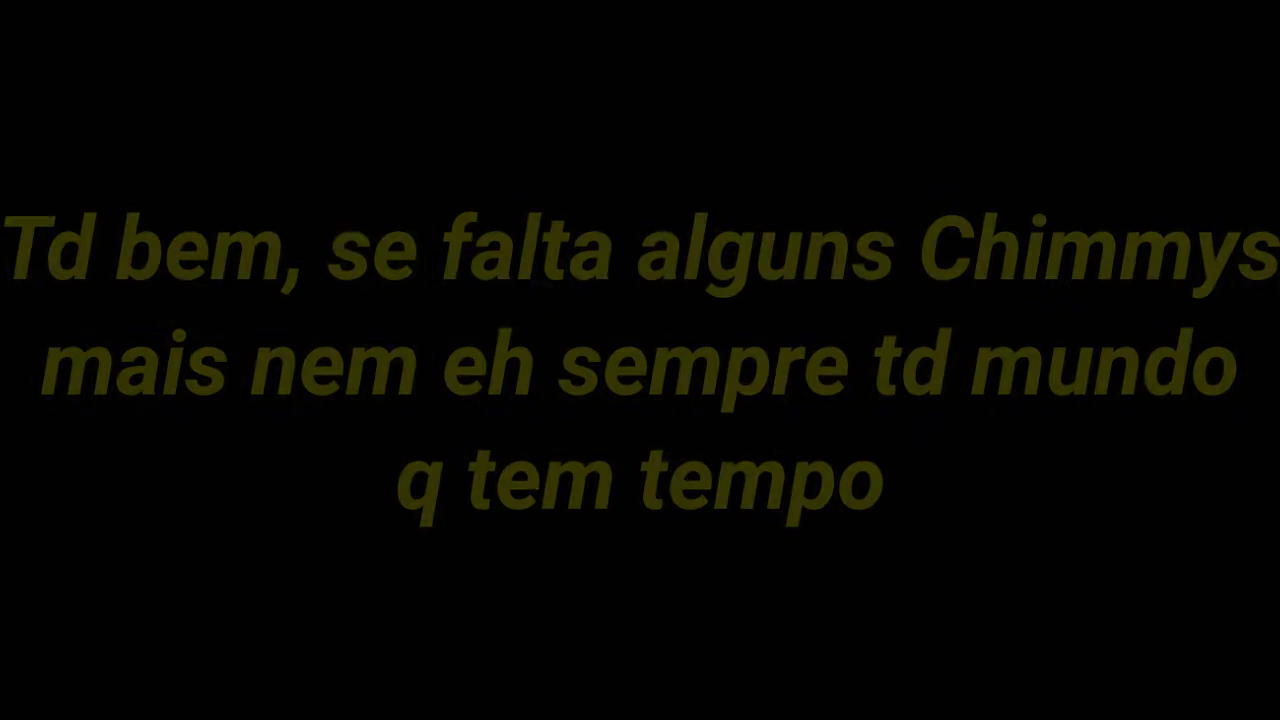 Td bem, se falta alguns Chimmys
mais nem eh sempre td mundo
q tem tempo